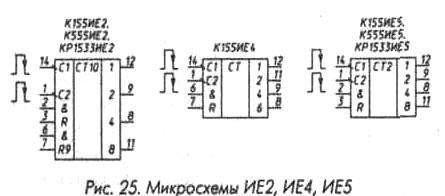 К155ИЕ2,
К555ИЕ2,
КР1533ИЕ2
14 C1 CT10 1 12
1 C2 2 9
2 &
3 R 4 8
6 &
7 R9 8 11
К155ИЕ4
14 C1 CT 1 12
1 C2 2 11
6 & 4 9
7 R 6 8
К155ИЕ5,
К555ИЕ5,
КР1533ИЕ5
14 C1 CT2 1 12
1 C2 2 9
2 & 4 8
3 R 8 11
Рис. 25. Микросхемы ИЕ2, ИЕ4, ИЕ5